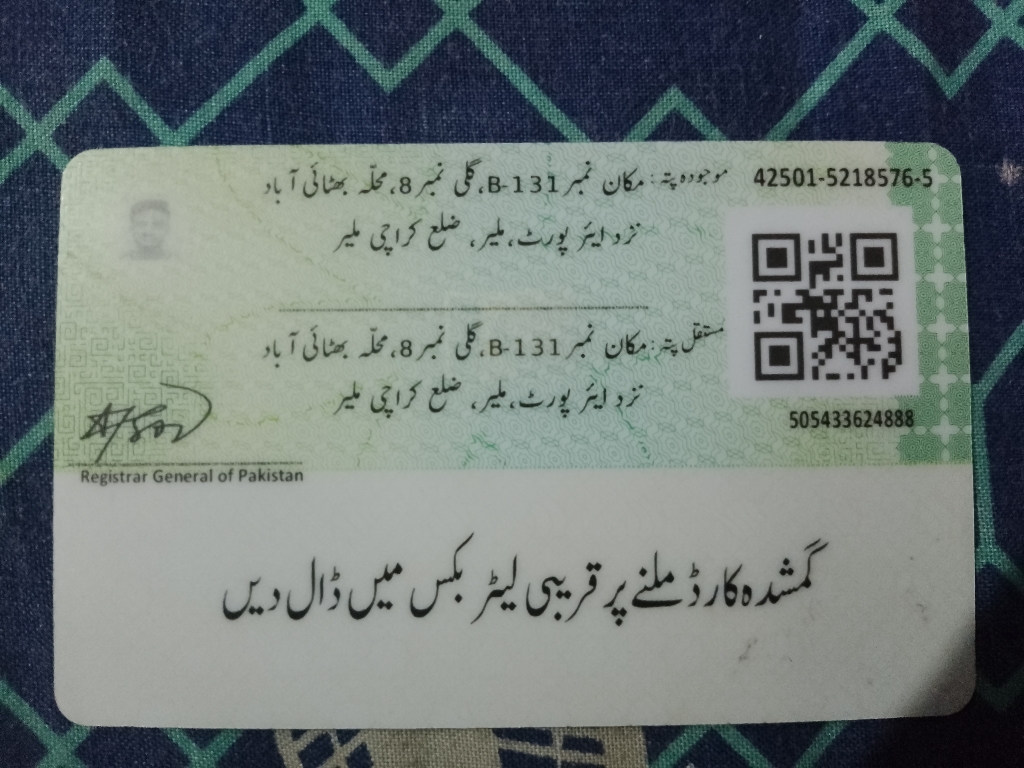 42501-5218576-5
موجودہ پتہ: مکان نمبر B-131، گلی نمبر 8، محلّہ بھٹائی آباد
نزد ایئر پورٹ، ملیر، ضلع کراچی ملیر
مستقل پتہ: مکان نمبر B-131، گلی نمبر 8، محلّہ بھٹائی آباد
نزد ایئر پورٹ، ملیر، ضلع کراچی ملیر
505433624888
Registrar General of Pakistan
گمشدہ کارڈ ملنے پر قریبی لیٹر بکس میں ڈال دیں